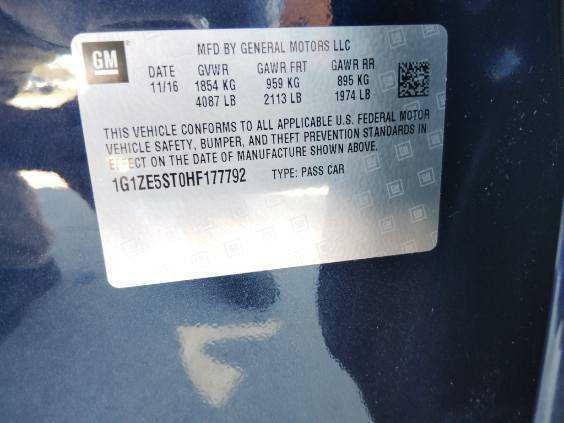 GM
MFD BY GENERAL MOTORS LLC
DATE GVWR GAWR FRT GAWR RR
11/16 1854 KG 959 KG 895 KG
4087 LB 2113 LB 1974 LB
THIS VEHICLE CONFORMS TO ALL APPLICABLE U.S. FEDERAL MOTOR
VEHICLE SAFETY, BUMPER, AND THEFT PREVENTION STANDARDS IN
EFFECT ON THE DATE OF MANUFACTURE SHOWN ABOVE.
1G1ZE5ST0HF177792 TYPE: PASS CAR